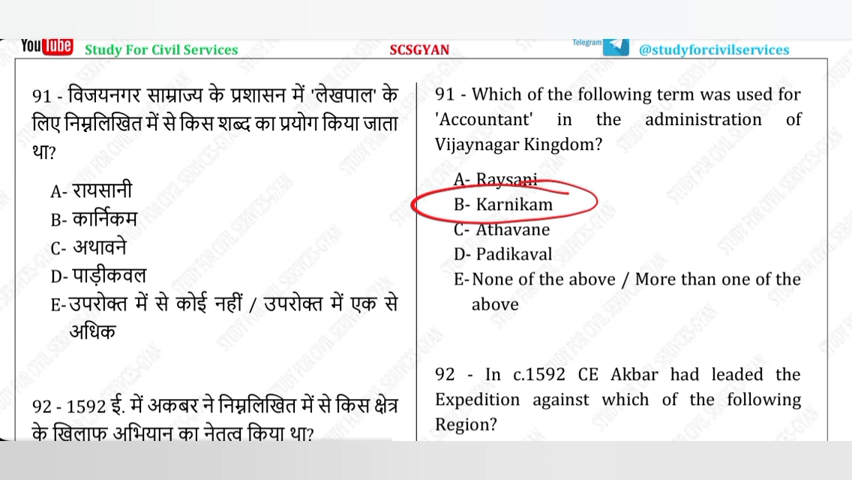 You Tube Study For Civil Services SCSGYAN Telegram @studyforcivilservices
91 - विजयनगर साम्राज्य के प्रशासन में 'लेखपाल' के
लिए निम्नलिखित में से किस शब्द का प्रयोग किया जाता
था?
A- रायसानी
B- कार्निकम
C- अथावने
D- पाड़ीकवल
E- उपरोक्त में से कोई नहीं / उपरोक्त में एक से
अधिक
92 - 1592 ई. में अकबर ने निम्नलिखित में से किस क्षेत्र
के खिलाफ अभियान का नेतृत्व किया था?
91 - Which of the following term was used for
'Accountant' in the administration of
Vijaynagar Kingdom?
A- Raysani
B- Karnikam
C- Athavane
D- Padikaval
E- None of the above / More than one of the
above
92 - In c.1592 CE Akbar had leaded the
Expedition against which of the following
Region?